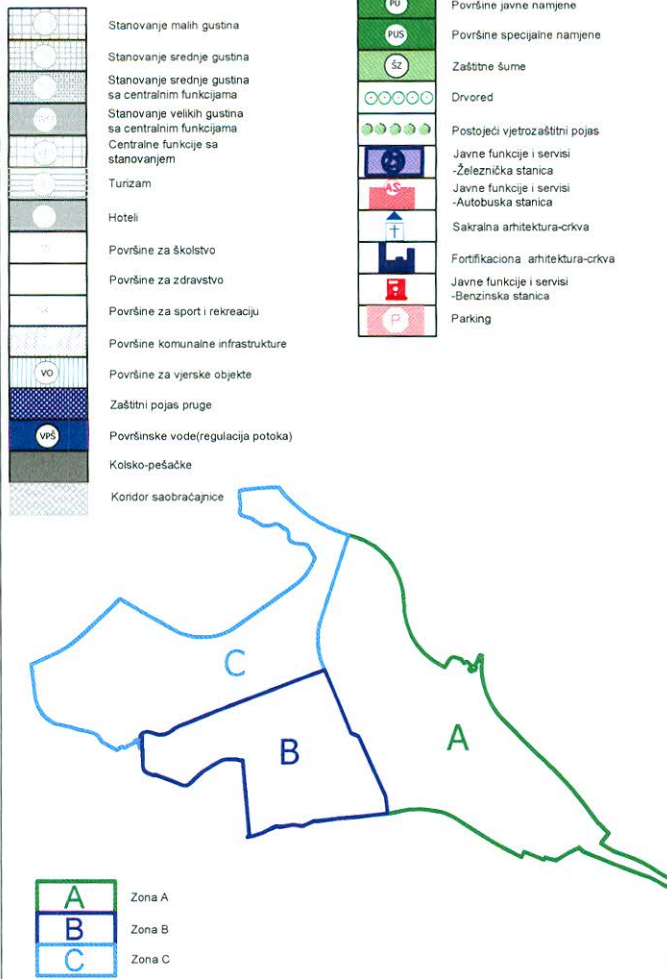 Stanovanje malih gustina
Stanovanje srednje gustina
Stanovanje srednje gustina
sa centralnim funkcijama
Stanovanje velikih gustina
sa centralnim funkcijama
Centralne funkcije sa
stanovanjem
Turizam
Hoteli
Površine za školstvo
Površine za zdravstvo
Površine za sport i rekreaciju
Površine komunalne infrastrukture
VO
Površine za vjerske objekte
Zaštitni pojas pruge
VPŠ
Površinske vode(regulacija potoka)
Kolsko-pešačke
Koridor saobraćajnice
PU
Površine javne namjene
PUS
Površine specijalne namjene
ŠZ
Zaštitne šume
Drvored
Postojeći vjetrozaštitni pojas
Javne funkcije i servisi
-Železnička stanica
AS
Javne funkcije i servisi
-Autobuska stanica
Sakralna arhitektura-crkva
Fortifikaciona arhitektura-crkva
Javne funkcije i servisi
-Benzinska stanica
P
Parking
C
A
B
A
Zona A
B
Zona B
C
Zona C